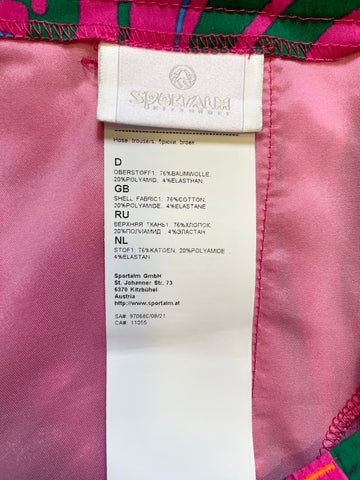 SPORTALM
KITZBÜHEL
Hose, trousers, брюки, broek
D
OBERSTOFF1: 76%BAUMWOLLE,
20%POLYAMID, 4%ELASTHAN
GB
SHELL FABRIC1: 76%COTTON,
20%POLYAMIDE, 4%ELASTANE
RU
ВЕРХНЯЯ ТКАНЬ1: 76%ХЛОПОК,
20%ПОЛИАМИД, 4%ЭЛАСТАН
NL
STOF1: 76%KATOEN, 20%POLYAMIDE
4%ELASTAN
Sportalm GmbH
St. Johanner Str. 73
6370 Kitzbühel
Austria
http://www.sportalm.at
SA#: 970680/08/21
CA#: 11055